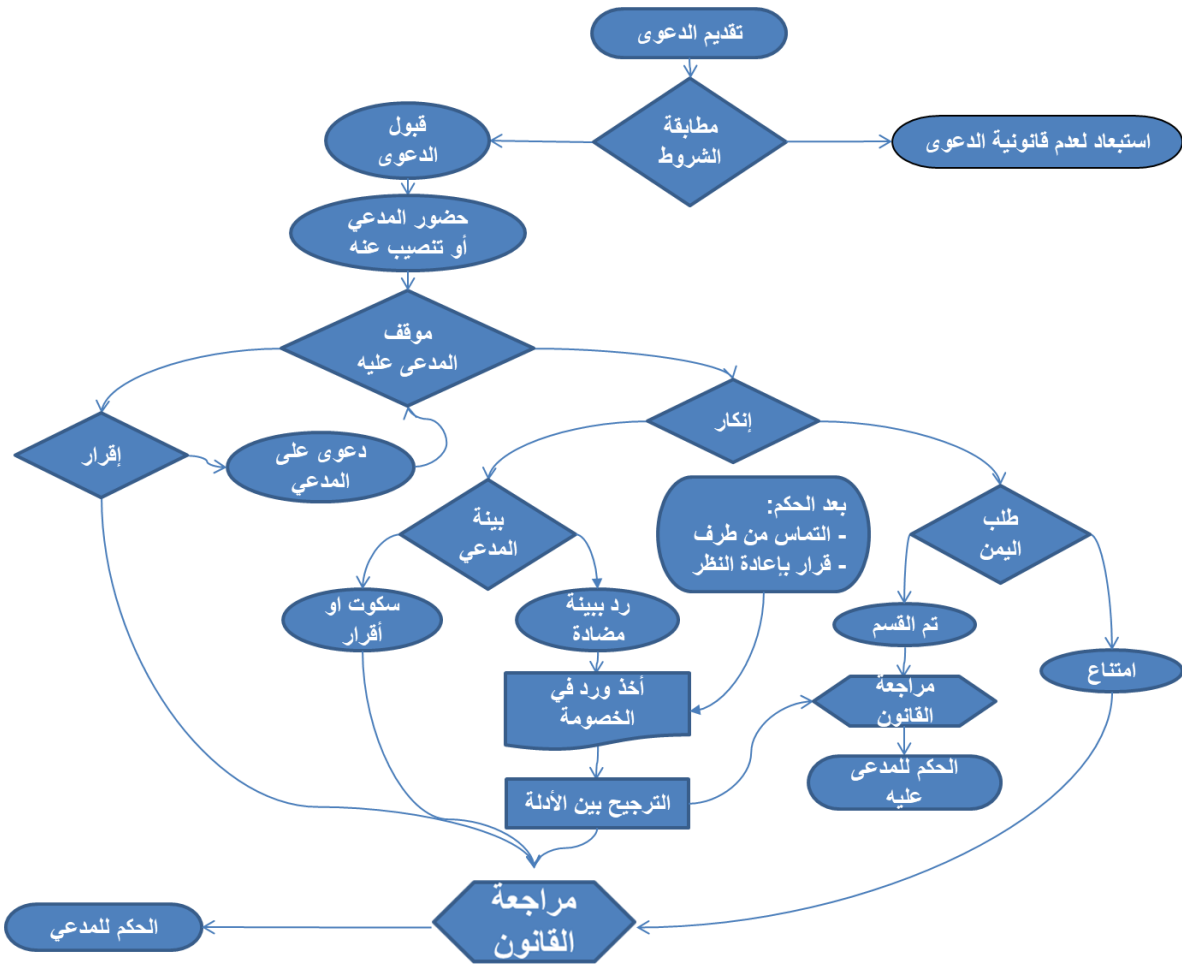 تقديم الدعوى
مطابقة
الشروط
استبعاد لعدم قانونية الدعوى
قبول
الدعوى
حضور المدعي
أو تنصيب عنه
موقف
المدعى عليه
إنكار
إقرار
دعوى على
المدعي
بينة
المدعي
بعد الحكم:
- التماس من طرف
- قرار بإعادة النظر
طلب
اليمن
سكوت او
أقرار
رد ببينة
مضادة
تم القسم
امتناع
أخذ ورد في
الخصومة
مراجعة
القانون
الترجيح بين الأدلة
الحكم للمدعى
عليه
مراجعة
القانون
الحكم للمدعي